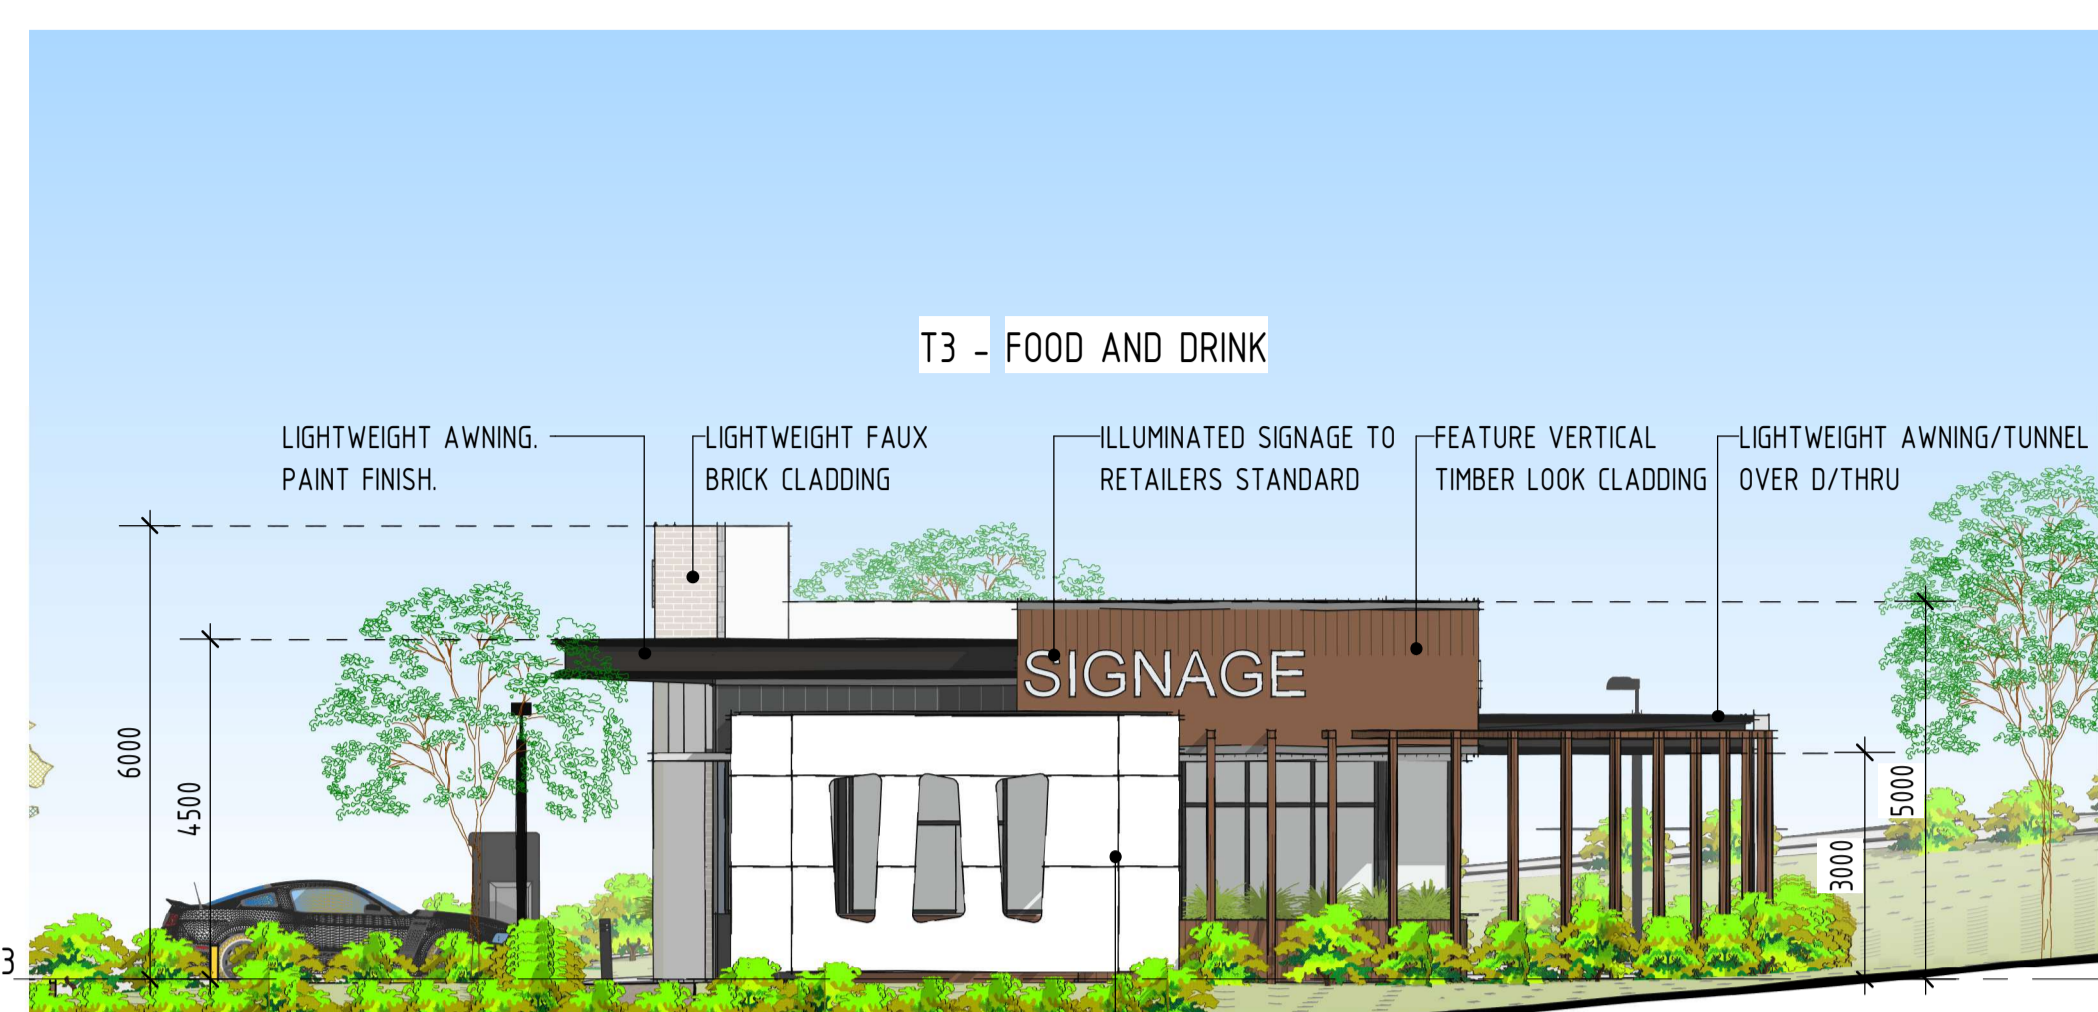 T3 - FOOD AND DRINK
LIGHTWEIGHT AWNING.
PAINT FINISH.
LIGHTWEIGHT FAUX
BRICK CLADDING
ILLUMINATED SIGNAGE TO
RETAILERS STANDARD
FEATURE VERTICAL
TIMBER LOOK CLADDING
LIGHTWEIGHT AWNING/TUNNEL
OVER D/THRU
SIGNAGE
6000
4500
5000
3000
3